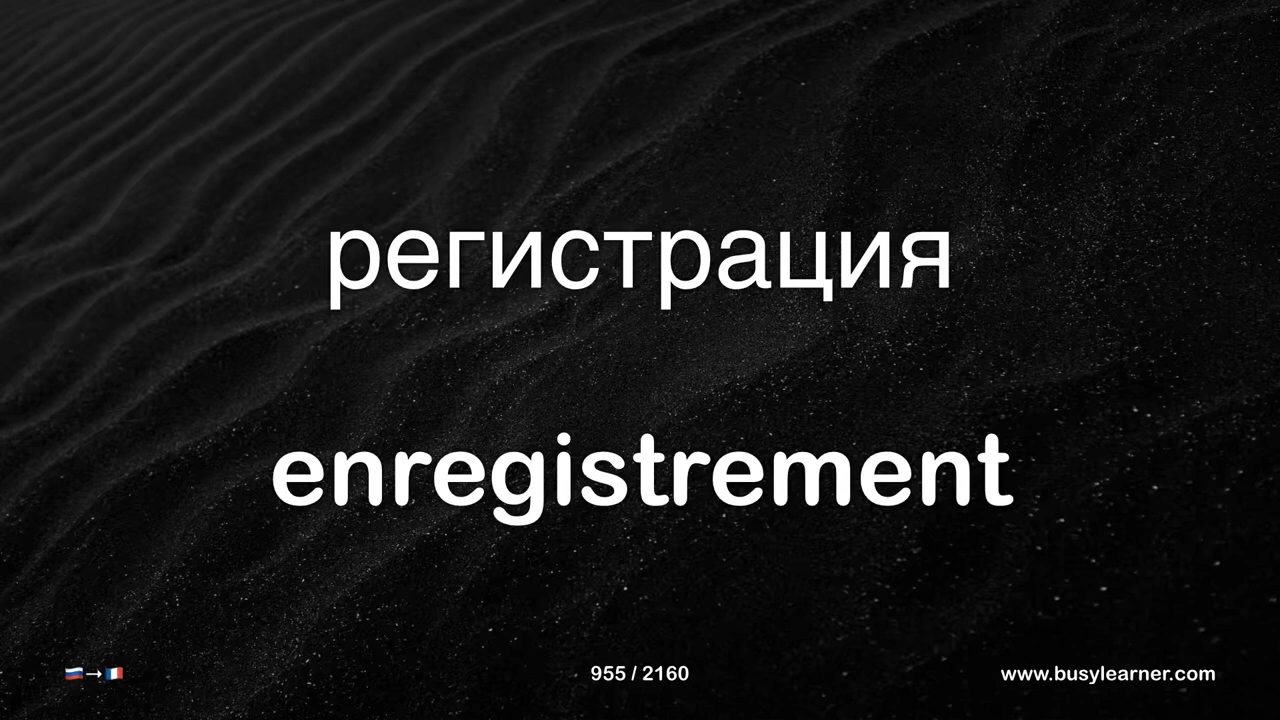 регистрация
enregistrement
🇷🇺→🇫🇷
955 / 2160
www.busylearner.com